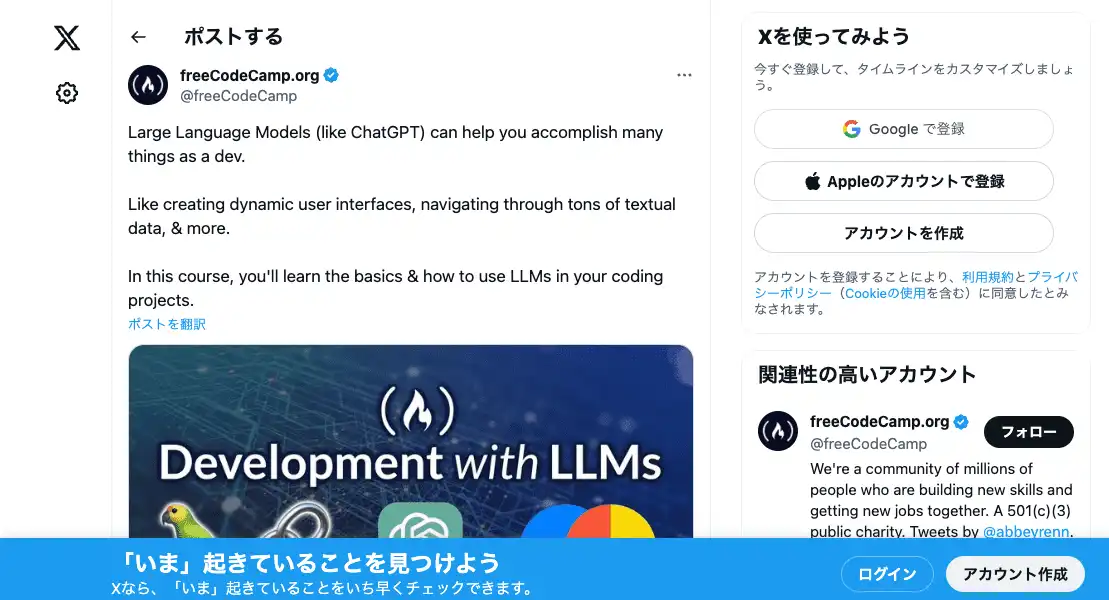 ポストする
freeCodeCamp.org
@freeCodeCamp
Large Language Models (like ChatGPT) can help you accomplish many
things as a dev.
Like creating dynamic user interfaces, navigating through tons of textual
data, & more.
In this course, you'll learn the basics & how to use LLMs in your coding
projects.
ポストを翻訳
Development with LLMs
Xを使ってみよう
今すぐ登録して、タイムラインをカスタマイズしましょ
う。
Google で登録
Appleのアカウントで登録
アカウントを作成
アカウントを登録することにより、利用規約とプライバ
シーポリシー（Cookieの使用を含む）に同意したとみ
なされます。
関連性の高いアカウント
freeCodeCamp.org
@freeCodeCamp
フォロー
We're a community of millions of
people who are building new skills and
getting new jobs together. A 501(c)(3)
public charity. Tweets by @abbeyrenn.
「いま」起きていることを見つけよう
Xなら、「いま」起きていることをいち早くチェックできます。
ログイン
アカウント作成